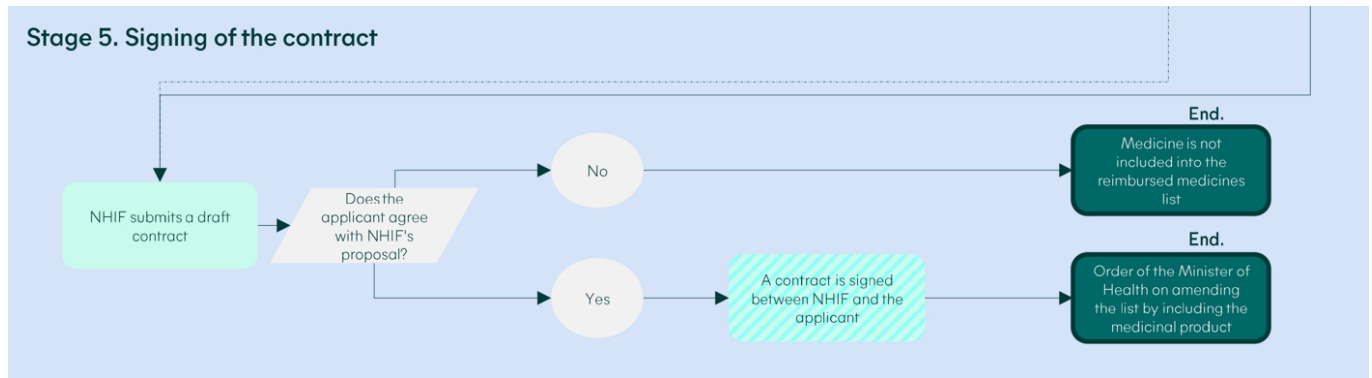 Stage 5. Signing of the contract
NHIF submits a draft
contract
Does the
applicant agree
with NHIF's
proposal?
No
End.
Medicine is not
included into the
reimbursed medicines
list
Yes
A contract is signed
between NHIF and the
applicant
End.
Order of the Minister of
Health on amending
the list by including the
medicinal product